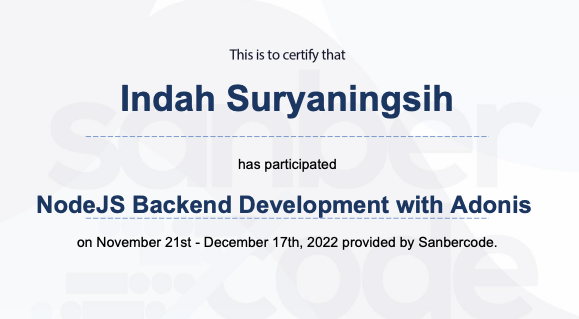 This is to certify that
Indah Suryaningsih
has participated
NodeJS Backend Development with Adonis
on November 21st - December 17th, 2022 provided by Sanbercode.
sanber
code